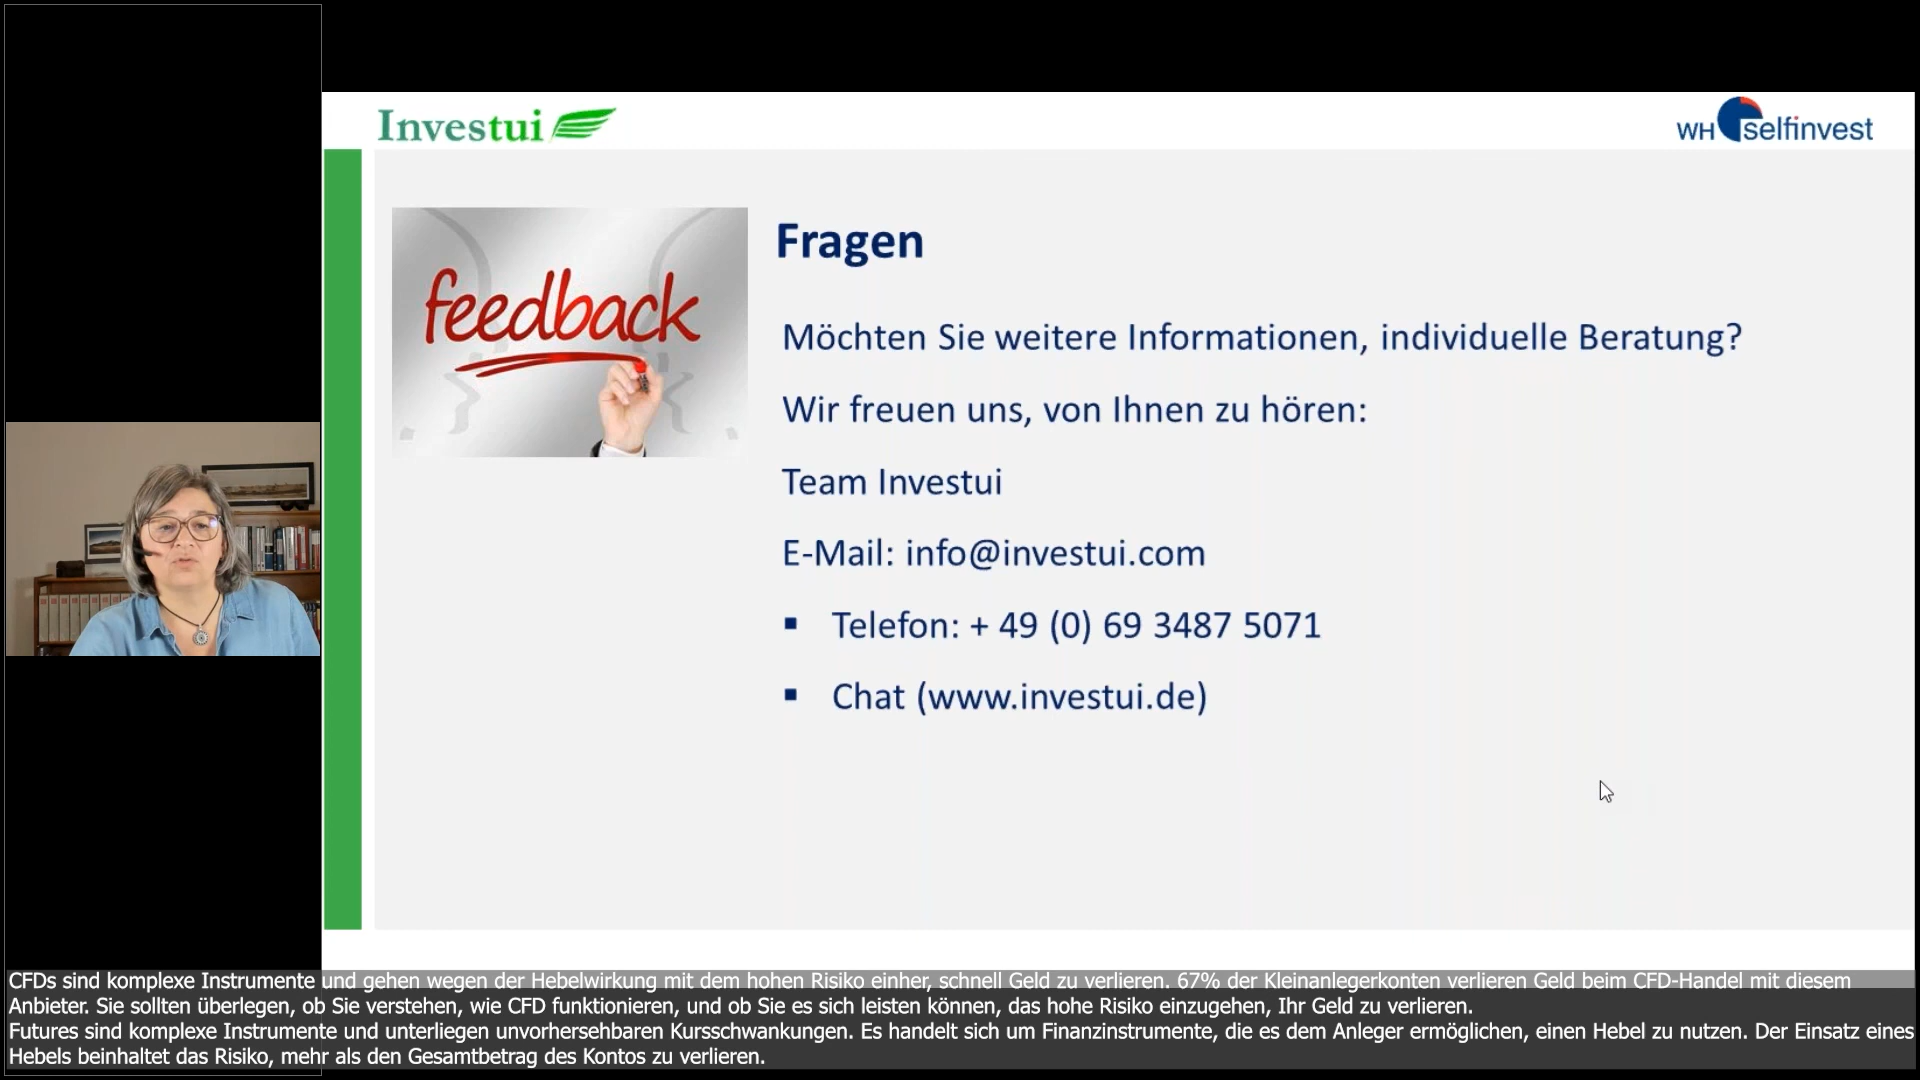 Investui
WH selfinvest
feedback
Fragen
Möchten Sie weitere Informationen, individuelle Beratung?
Wir freuen uns, von Ihnen zu hören:
Team Investui
E-Mail: info@investui.com
▪ Telefon: + 49 (0) 69 3487 5071
▪ Chat (www.investui.de)
CFDs sind komplexe Instrumente und gehen wegen der Hebelwirkung mit dem hohen Risiko einher, schnell Geld zu verlieren. 67% der Kleinanlegerkonten verlieren Geld beim CFD-Handel mit diesem
Anbieter. Sie sollten überlegen, ob Sie verstehen, wie CFD funktionieren, und ob Sie es sich leisten können, das hohe Risiko einzugehen, Ihr Geld zu verlieren.
Futures sind komplexe Instrumente und unterliegen unvorhersehbaren Kursschwankungen. Es handelt sich um Finanzinstrumente, die es dem Anleger ermöglichen, einen Hebel zu nutzen. Der Einsatz eines
Hebels beinhaltet das Risiko, mehr als den Gesamtbetrag des Kontos zu verlieren.